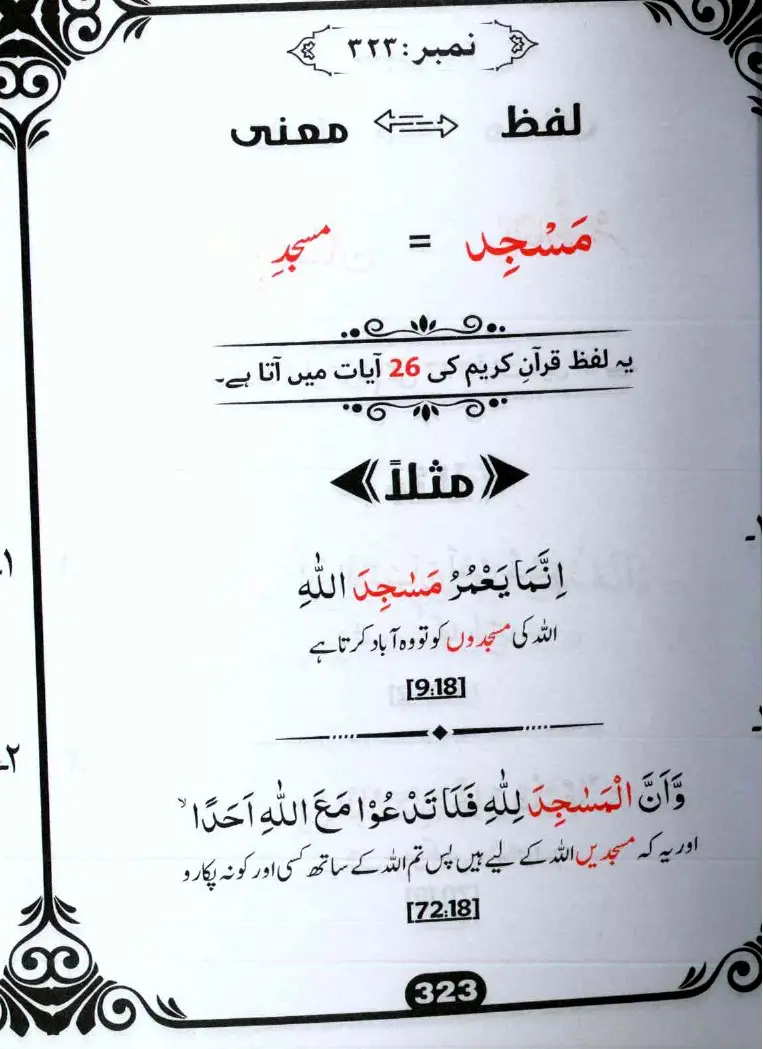 نمبر: ۳۲۳
لفظ ⇐⇒ معنی
مَسْجِد = مسجدِ
یہ لفظ قرآنِ کریم کی 26 آیات میں آتا ہے۔
مثلاً
اِنَّمَا یَعْمُرُ مَسٰجِدَ اللّٰهِ
اللہ کی مسجدوں کو تو وہ آباد کرتا ہے
[9:18]
وَّاَنَّ الْمَسٰجِدَ لِلّٰهِ فَلَا تَدْعُوْا مَعَ اللّٰهِ اَحَدًا ۙ
اور یہ کہ مسجدیں اللہ کے لیے ہیں پس تم اللہ کے ساتھ کسی اور کو نہ پکارو
[72:18]
323
۱۔
۲۔